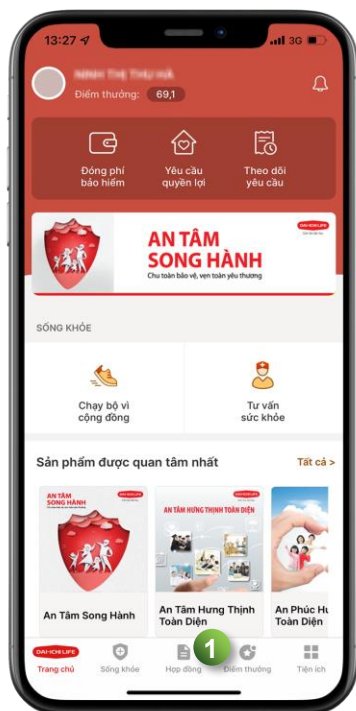 13:27
3G
Điểm thưởng: 69,1
Đóng phí
bảo hiểm
Yêu cầu
quyền lợi
Theo dõi
yêu cầu
DAI-ICHI LIFE
AN TÂM
SONG HÀNH
Chu toàn bảo vệ, vẹn toàn yêu thương
SỐNG KHỎE
Chạy bộ vì
cộng đồng
Tư vấn
sức khỏe
Sản phẩm được quan tâm nhất
Tất cả >
AN TÂM
SONG HÀNH
DAI-ICHI LIFE
An Tâm Song Hành
AN TÂM HƯNG THỊNH TOÀN DIỆN
An Tâm Hưng Thịnh
Toàn Diện
An Phúc Hư
Toàn Diện
1
DAI-ICHI LIFE
Trang chủ
Sống khỏe
Hợp đồng
Điểm thưởng
Tiện ích